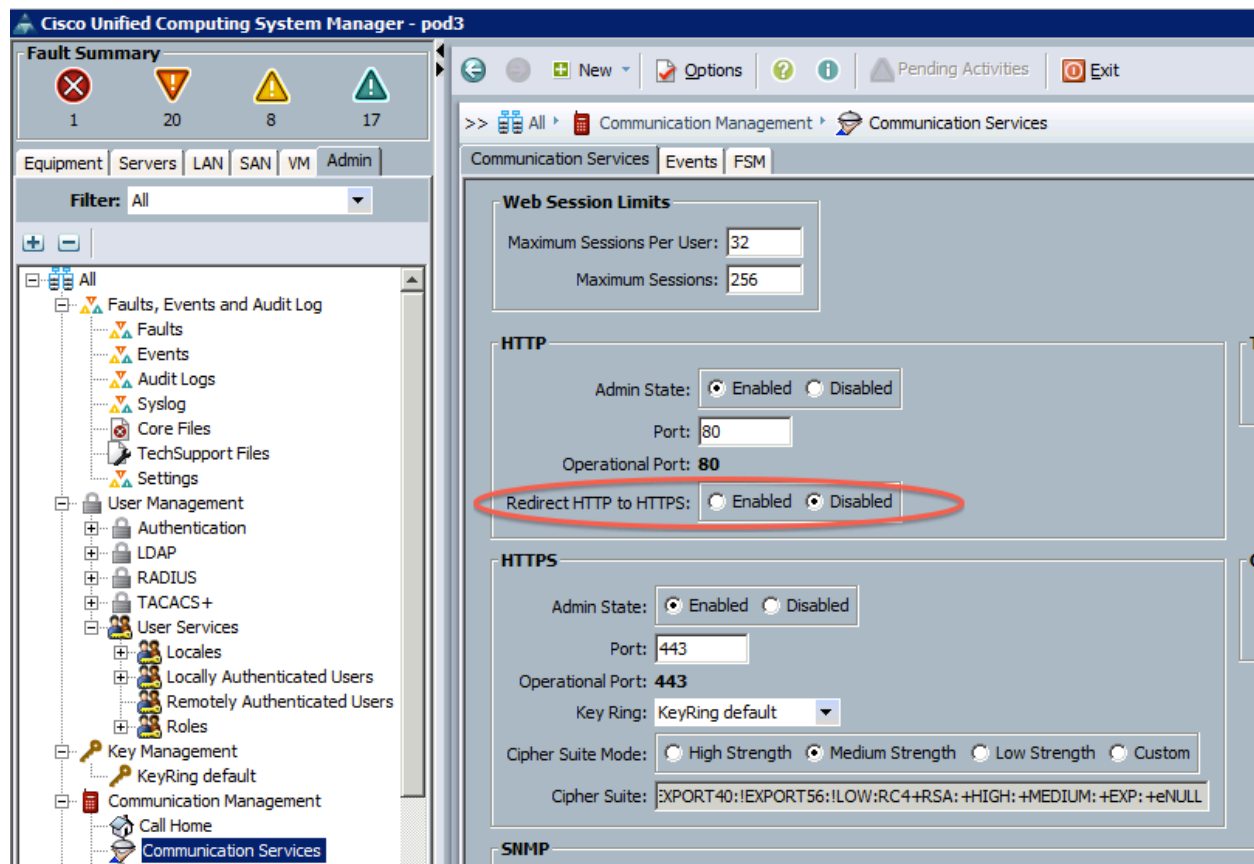 Cisco Unified Computing System Manager - pod3
Fault Summary
1 20 8 17
New Options Pending Activities Exit
>> All Communication Management Communication Services
Equipment Servers LAN SAN VM Admin
Filter: All
All
Faults, Events and Audit Log
Faults
Events
Audit Logs
Syslog
Core Files
TechSupport Files
Settings
User Management
Authentication
LDAP
RADIUS
TACACS+
User Services
Locales
Locally Authenticated Users
Remotely Authenticated Users
Roles
Key Management
KeyRing default
Communication Management
Call Home
Communication Services
Communication Services Events FSM
Web Session Limits
Maximum Sessions Per User: 32
Maximum Sessions: 256
HTTP
Admin State: Enabled Disabled
Port: 80
Operational Port: 80
Redirect HTTP to HTTPS: Enabled Disabled
HTTPS
Admin State: Enabled Disabled
Port: 443
Operational Port: 443
Key Ring: KeyRing default
Cipher Suite Mode: High Strength Medium Strength Low Strength Custom
Cipher Suite: EXPORT40:!EXPORT56:!LOW:RC4+RSA:+HIGH:+MEDIUM:+EXP:+eNULL
SNMP